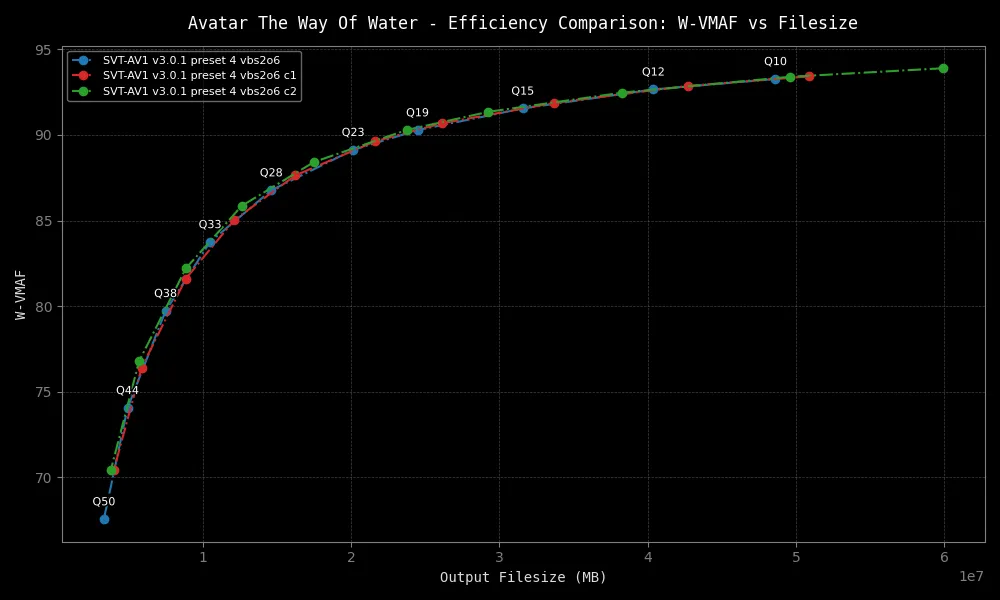 Avatar The Way Of Water - Efficiency Comparison: W-VMAF vs Filesize
SVT-AV1 v3.0.1 preset 4 vbs2o6
SVT-AV1 v3.0.1 preset 4 vbs2o6 c1
SVT-AV1 v3.0.1 preset 4 vbs2o6 c2
95
90
85
80
75
70
W-VMAF
Q50
Q44
Q38
Q33
Q28
Q23
Q19
Q15
Q12
Q10
1
2
3
4
5
6
1e7
Output Filesize (MB)